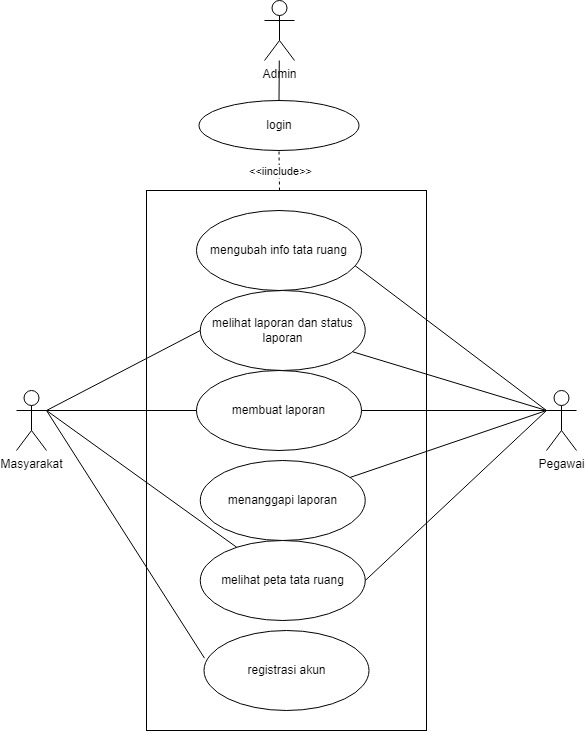 Admin
login
<<iinclude>>
mengubah info tata ruang
melihat laporan dan status
laporan
membuat laporan
Masyarakat
Pegawai
menanggapi laporan
melihat peta tata ruang
registrasi akun